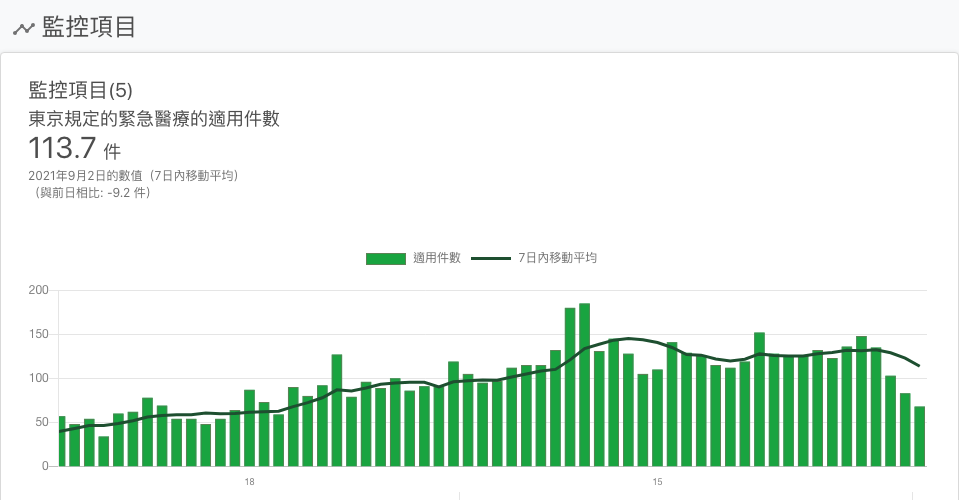 監控項目
監控項目(5)
東京規定的緊急醫療的適用件數
113.7 件
2021年9月2日的數值（7日內移動平均）
（與前日相比: -9.2 件）
適用件數 7日內移動平均
200
150
100
50
0
18 15